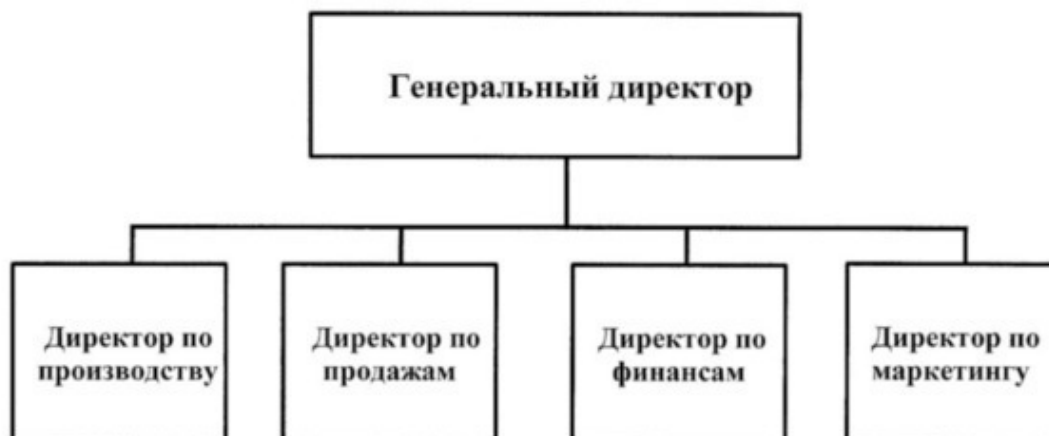 Генеральный директор
Директор по
производству
Директор по
продажам
Директор по
финансам
Директор по
маркетингу